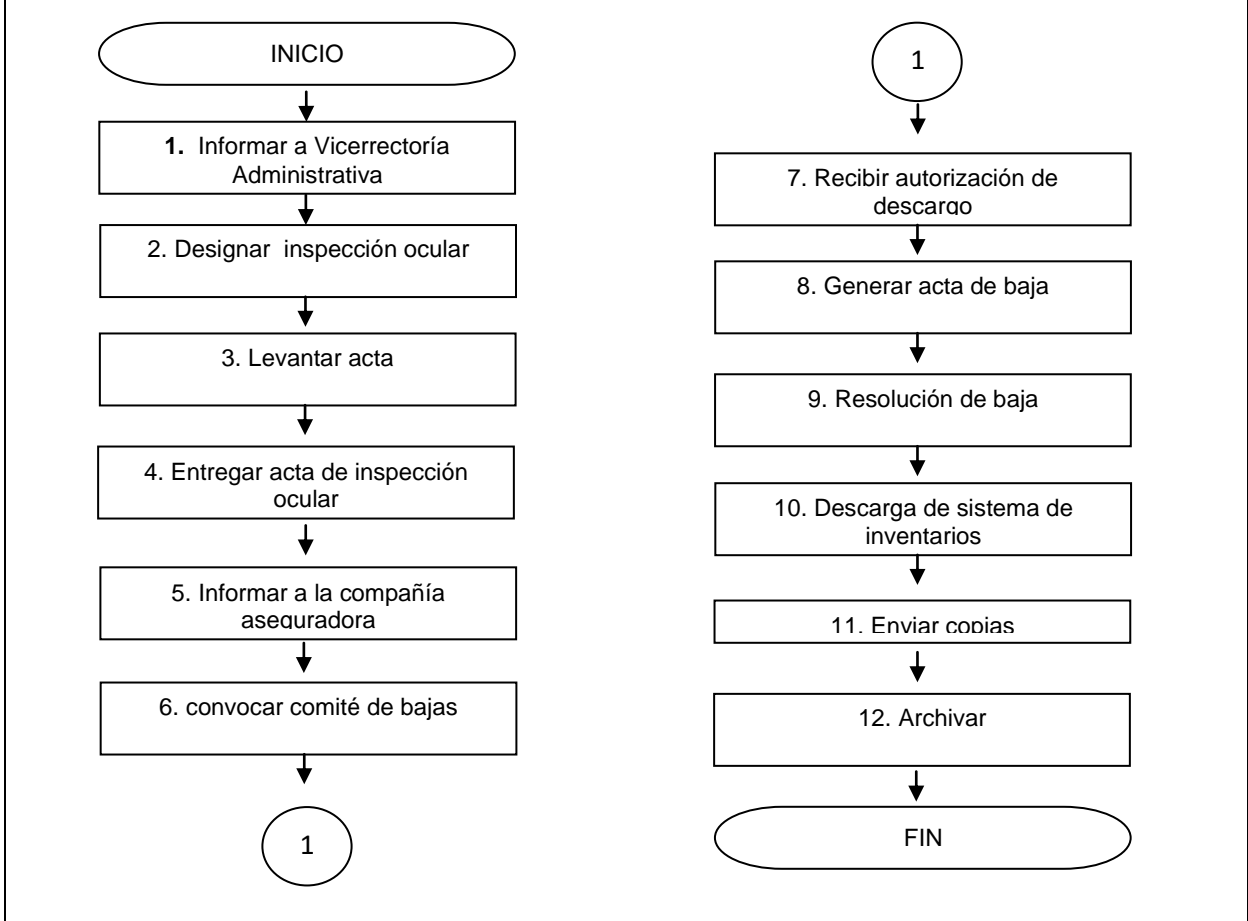 INICIO
1. Informar a Vicerrectoría
Administrativa
2. Designar inspección ocular
3. Levantar acta
4. Entregar acta de inspección
ocular
5. Informar a la compañía
aseguradora
6. convocar comité de bajas
1
1
7. Recibir autorización de
descargo
8. Generar acta de baja
9. Resolución de baja
10. Descarga de sistema de
inventarios
11. Enviar copias
12. Archivar
FIN